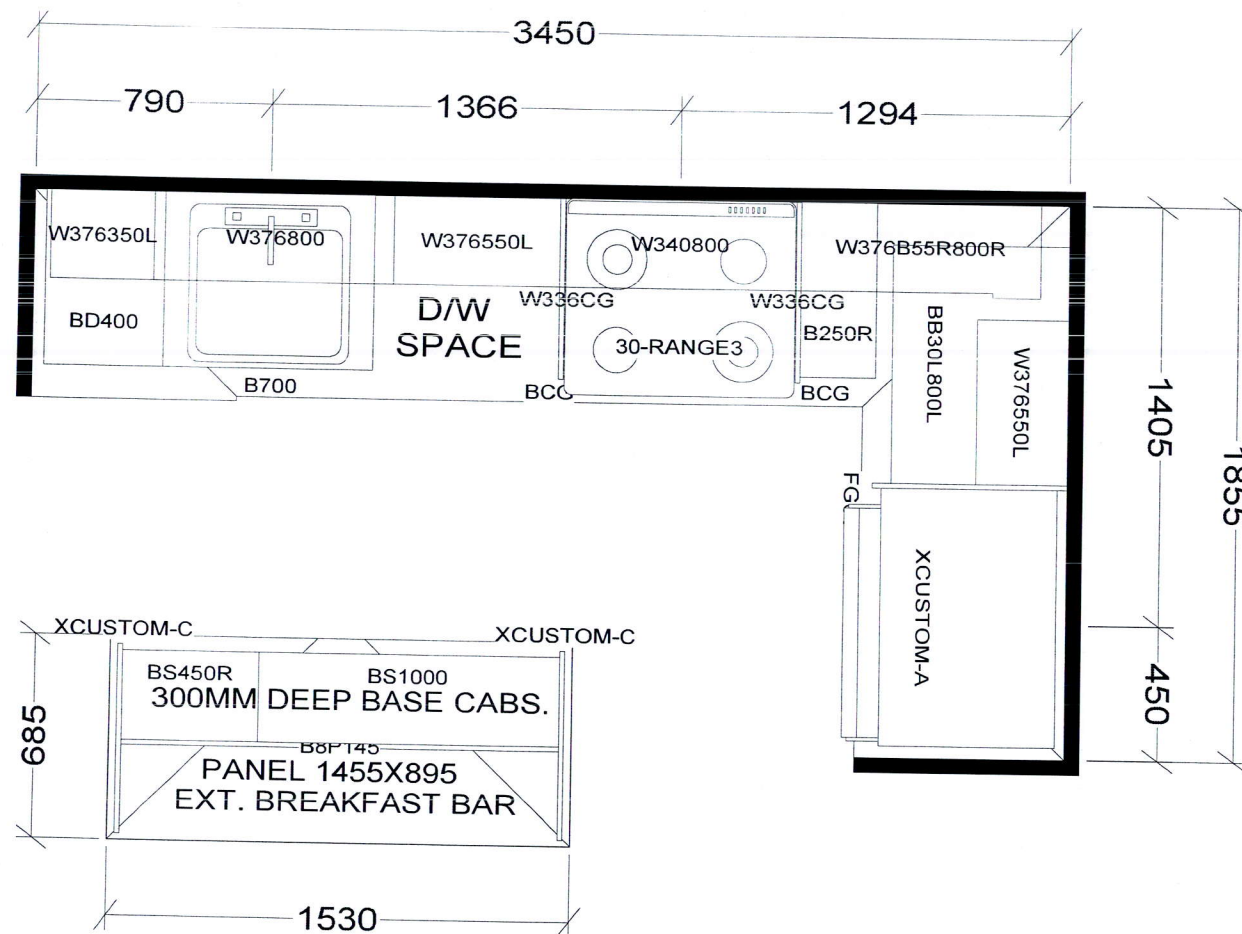 3450
790
1366
1294
W376350L
W376800
W376550L
W340800
W376B55R800R
W336CG
W336CG
BD400
D/W
SPACE
30-RANGE3
B250R
B700
BCG
BCG
BB30L800L
W376550L
1405
1855
FG
XCUSTOM-A
450
XCUSTOM-C
XCUSTOM-C
BS450R
BS1000
300MM DEEP BASE CABS.
685
B8P145
PANEL 1455X895
EXT. BREAKFAST BAR
1530